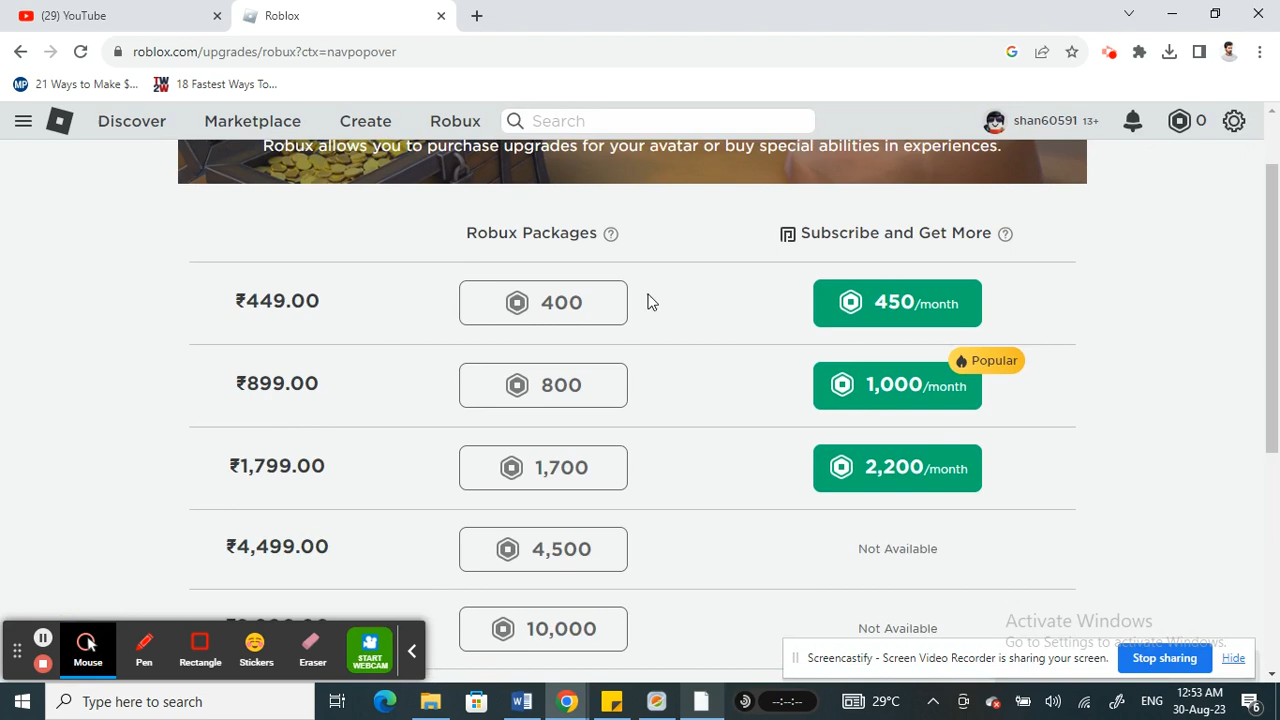 (29) YouTube
Roblox
roblox.com/upgrades/robux?ctx=navpopover
21 Ways to Make $...
18 Fastest Ways To...
Discover
Marketplace
Create
Robux
Search
shan60591 13+
0
Robux allows you to purchase upgrades for your avatar or buy special abilities in experiences.
Robux Packages
Subscribe and Get More
₹449.00
400
450/month
Popular
₹899.00
800
1,000/month
₹1,799.00
1,700
2,200/month
₹4,499.00
4,500
Not Available
10,000
Not Available
Activate Windows
Go to Settings to activate Windows.
Mouse
Pen
Rectangle
Stickers
Eraser
START
WEBCAM
Screencastify - Screen Video Recorder is sharing your screen.
Stop sharing
Hide
Type here to search
--:--:--
29°C
ENG
12:53 AM
30-Aug-23
6